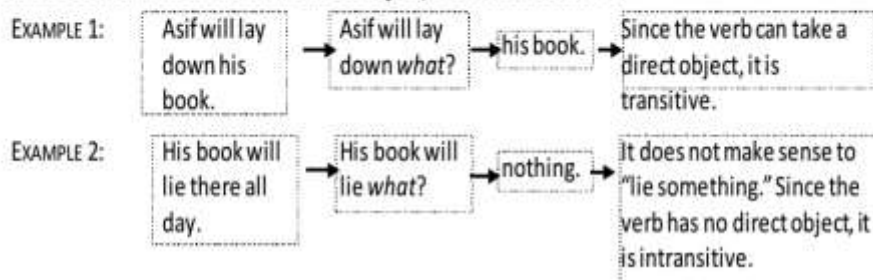 EXAMPLE 1:
Asif will lay
down his
book.
Asif will lay
down what?
his book.
Since the verb can take a
direct object, it is
transitive.
EXAMPLE 2:
His book will
lie there all
day.
His book will
lie what?
nothing.
It does not make sense to
"lie something." Since the
verb has no direct object, it
is intransitive.